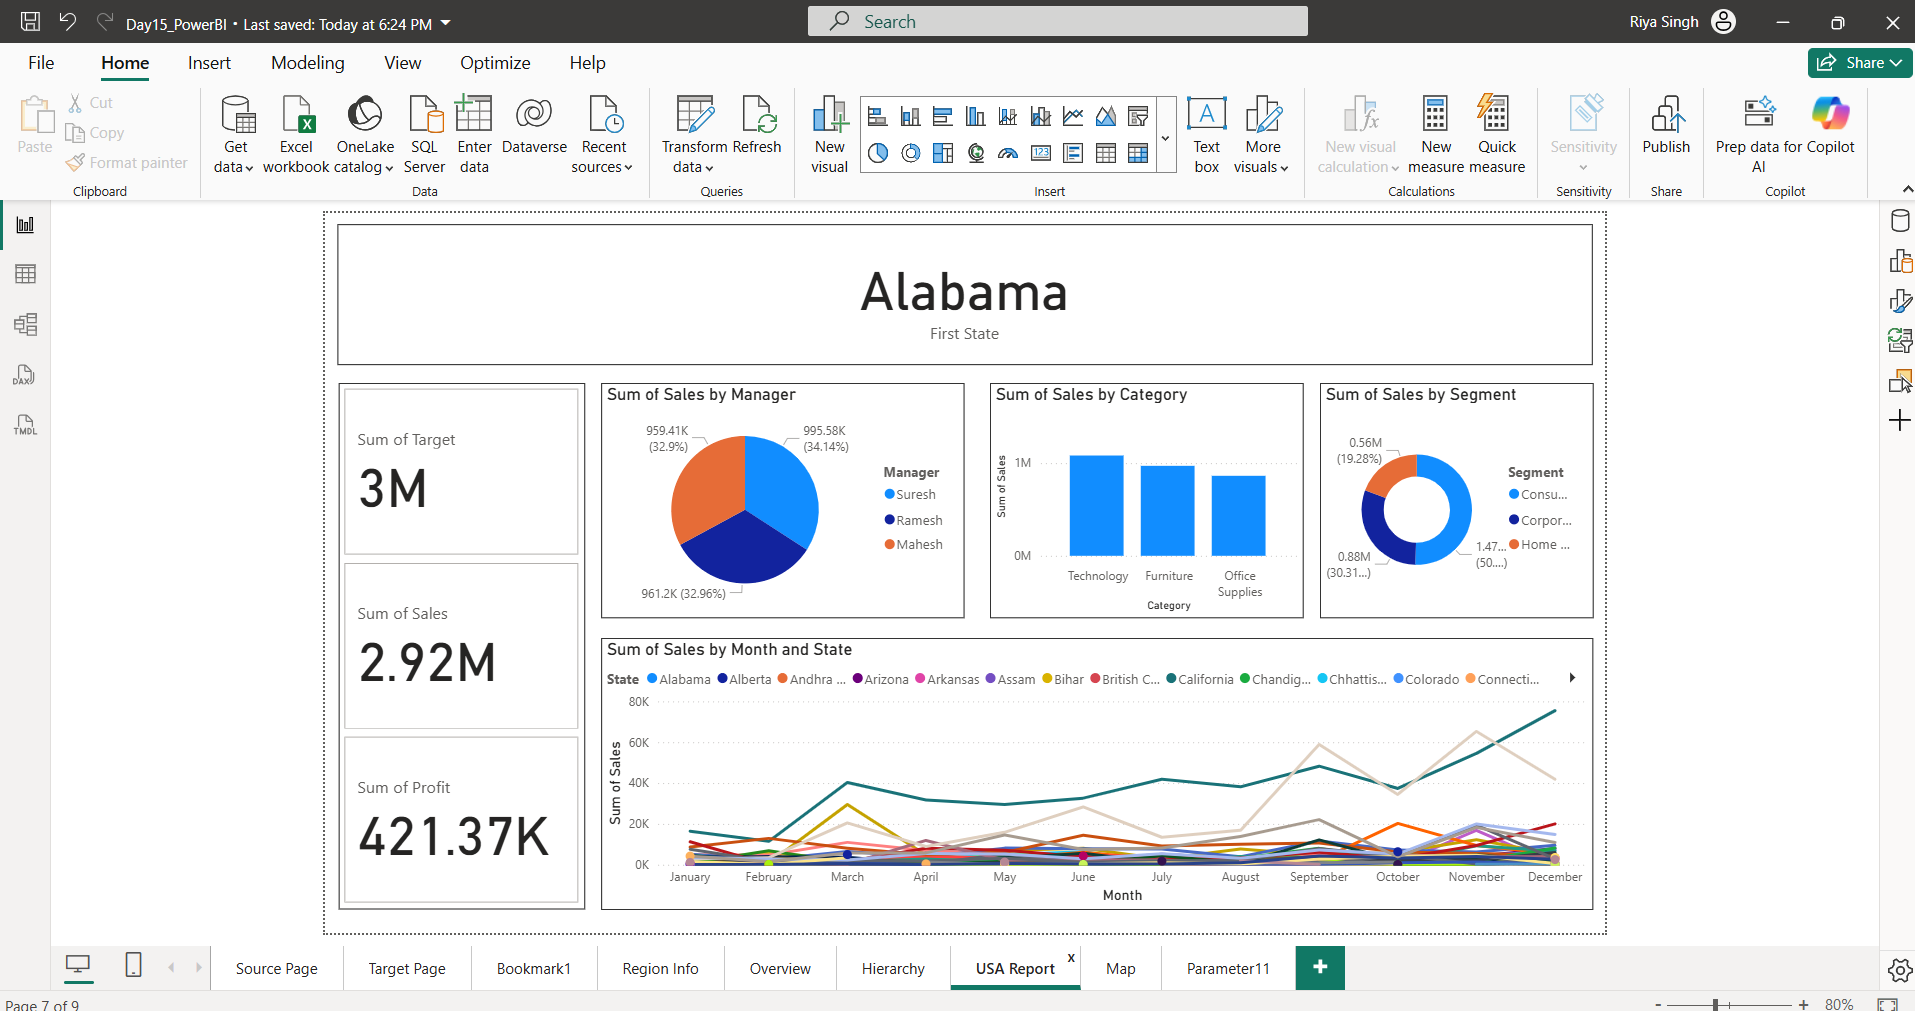 Day15_PowerBI • Last saved: Today at 6:24 PM
Search
Riya Singh
File
Home
Insert
Modeling
View
Optimize
Help
Share
Paste
Cut
Copy
Format painter
Clipboard
Get data
Excel workbook
OneLake catalog
SQL Server
Enter data
Dataverse
Recent sources
Data
Transform data
Refresh
Queries
New visual
123
Insert
A
Text box
More visuals
New visual calculation
New measure
Quick measure
Calculations
Sensitivity
Sensitivity
Publish
Share
Prep data for AI
Copilot
Copilot
DAX
TMDL
Alabama
First State
Sum of Target
3M
Sum of Sales
2.92M
Sum of Profit
421.37K
Sum of Sales by Manager
959.41K
(32.9%)
995.58K
(34.14%)
961.2K (32.96%)
Manager
Suresh
Ramesh
Mahesh
Sum of Sales by Category
Sum of Sales
1M
0M
Technology
Furniture
Office
Supplies
Category
Sum of Sales by Segment
0.56M
(19.28%)
0.88M
(30.31...)
1.47...
(50....)
Segment
Consu...
Corpor...
Home ...
Sum of Sales by Month and State
State Alabama Alberta Andhra ... Arizona Arkansas Assam Bihar British C... California Chandig... Chhattis... Colorado Connecti...
Sum of Sales
80K
60K
40K
20K
0K
January February March April May June July August September October November December
Month
Source Page
Target Page
Bookmark1
Region Info
Overview
Hierarchy
USA Report
x
Map
Parameter11
+
Page 7 of 9
- + 80%